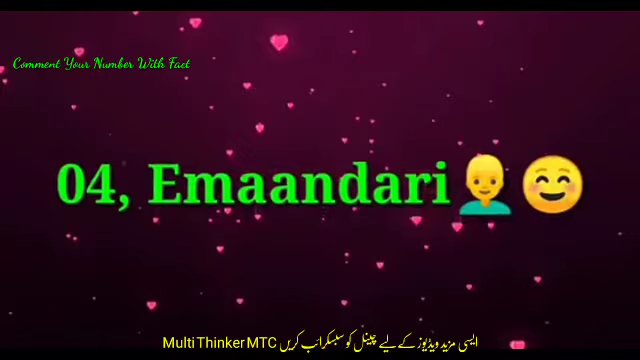 Comment Your Number With Fact
04, Emaandari
ایسی مزید ویڈیوز کے لیے چینل کو سبسکرائب کریں Multi Thinker MTC